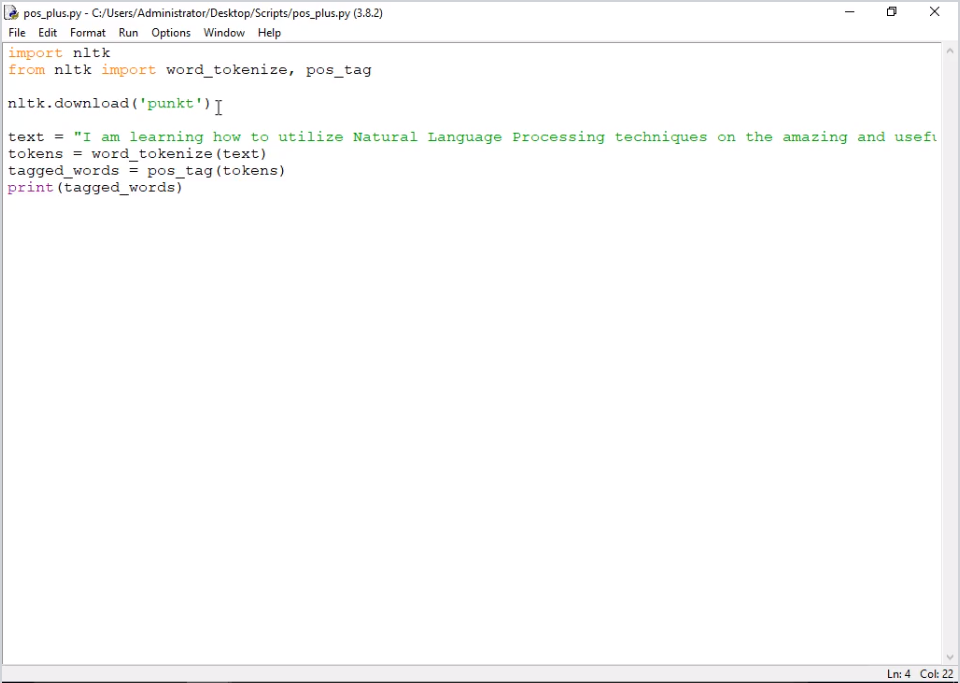 pos_plus.py - C:/Users/Administrator/Desktop/Scripts/pos_plus.py (3.8.2)
File Edit Format Run Options Window Help
import nltk
from nltk import word_tokenize, pos_tag
nltk.download('punkt')
text = "I am learning how to utilize Natural Language Processing techniques on the amazing and usefu
tokens = word_tokenize(text)
tagged_words = pos_tag(tokens)
print(tagged_words)
Ln: 4 Col: 22